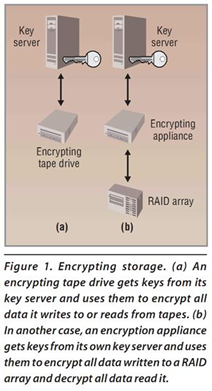 Key
server
Key
server
Encrypting
tape drive
Encrypting
appliance
RAID array
(a)
(b)
Figure 1. Encrypting storage. (a) An
encrypting tape drive gets keys from its
key server and uses them to encrypt all
data it writes to or reads from tapes. (b)
In another case, an encryption appliance
gets keys from its own key server and uses
them to encrypt all data written to a RAID
array and decrypt all data read it.